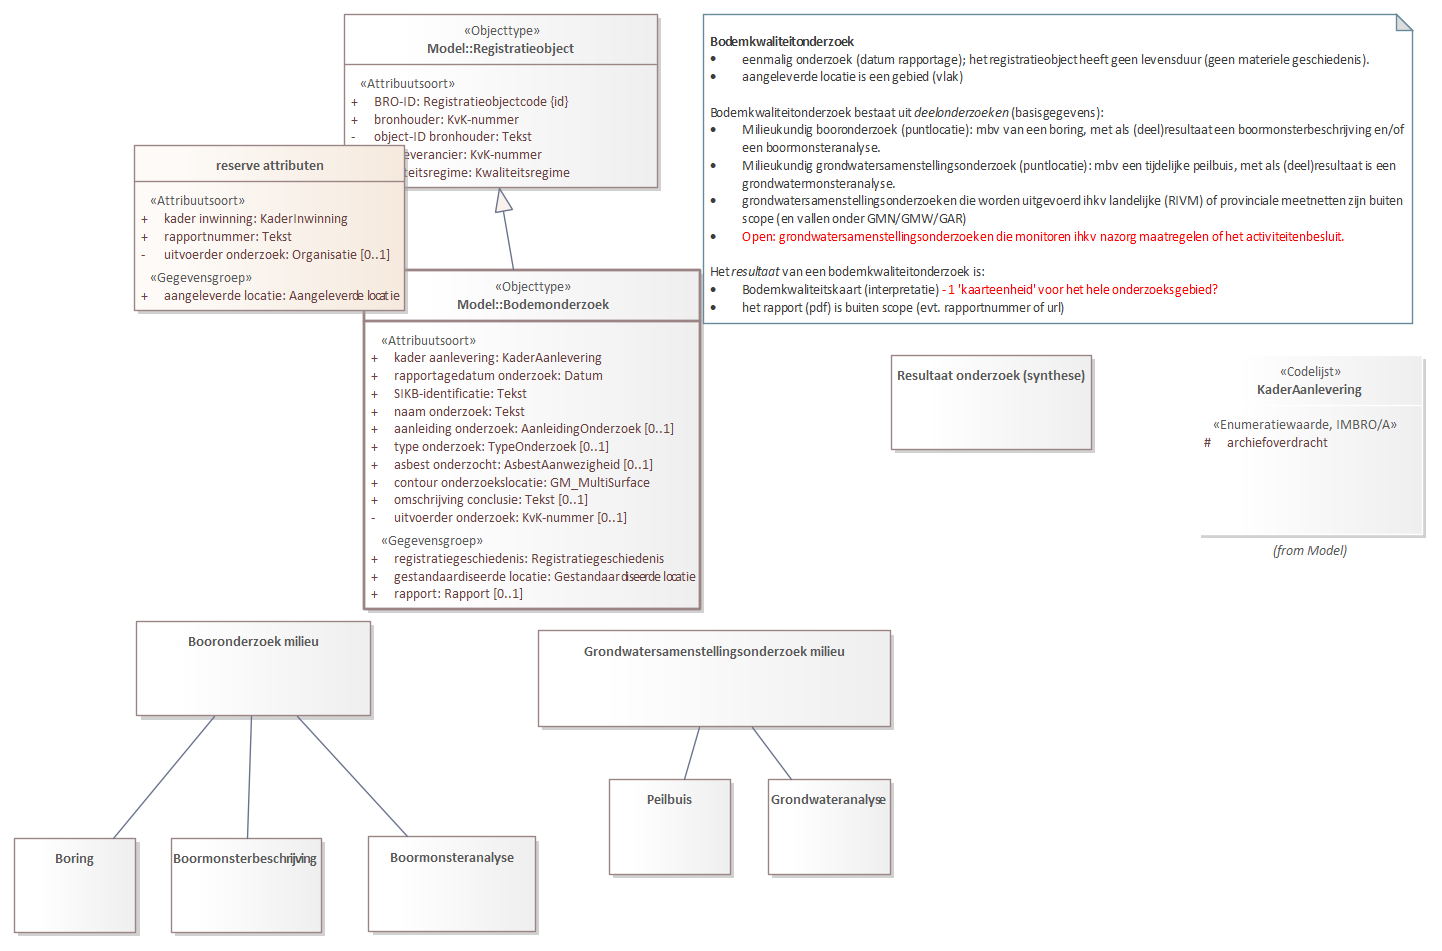 «Objecttype»
Model::Registratieobject
«Attribuutsoort»
+ BRO-ID: Registratieobjectcode {id}
+ bronhouder: KvK-nummer
- object-ID bronhouder: Tekst
everancier: KvK-nummer
teitsregime: Kwaliteitsregime
reserve attributen
«Attribuutsoort»
+ kader inwinning: KaderInwinning
+ rapportnummer: Tekst
- uitvoerder onderzoek: Organisatie [0..1]
«Gegevensgroep»
+ aangeleverde locatie: Aangeleverde locatie
«Objecttype»
Model::Bodemonderzoek
«Attribuutsoort»
+ kader aanlevering: KaderAanlevering
+ rapportagedatum onderzoek: Datum
+ SIKB-identificatie: Tekst
+ naam onderzoek: Tekst
+ aanleiding onderzoek: AanleidingOnderzoek [0..1]
+ type onderzoek: TypeOnderzoek [0..1]
+ asbest onderzocht: AsbestAanwezigheid [0..1]
+ contour onderzoekslocatie: GM_MultiSurface
+ omschrijving conclusie: Tekst [0..1]
- uitvoerder onderzoek: KvK-nummer [0..1]
«Gegevensgroep»
+ registratiegeschiedenis: Registratiegeschiedenis
+ gestandaardiseerde locatie: Gestandaardiseerde locatie
+ rapport: Rapport [0..1]
Bodemkwaliteitonderzoek
• eenmalig onderzoek (datum rapportage); het registratieobject heeft geen levensduur (geen materiele geschiedenis).
• aangeleverde locatie is een gebied (vlak)
Bodemkwaliteitonderzoek bestaat uit deelonderzoeken (basisgegevens):
• Milieukundig booronderzoek (puntlocatie): mbv van een boring, met als (deel)resultaat een boormonsterbeschrijving en/of
een boormonsteranalyse.
• Milieukundig grondwatersamenstellingsonderzoek (puntlocatie): mbv een tijdelijke peilbuis, met als (deel)resultaat is een
grondwatermonsteranalyse.
• grondwatersamenstellingsonderzoeken die worden uitgevoerd ihkv landelijke (RIVM) of provinciale meetnetten zijn buiten
scope (en vallen onder GMN/GMW/GAR)
• Open: grondwatersamenstellingsonderzoeken die monitoren ihkv nazorg maatregelen of het activiteitenbesluit.
Het resultaat van een bodemkwaliteitonderzoek is:
• Bodemkwaliteitskaart (interpretatie) - 1 'kaarteenheid' voor het hele onderzoeksgebied?
• het rapport (pdf) is buiten scope (evt. rapportnummer of url)
Resultaat onderzoek (synthese)
«Codelijst»
KaderAanlevering
«Enumeratiewaarde, IMBRO/A»
# archiefoverdracht
(from Model)
Booronderzoek milieu
Grondwatersamenstellingsonderzoek milieu
Peilbuis
Grondwateranalyse
Boring
Boormonsterbeschrijving
Boormonsteranalyse